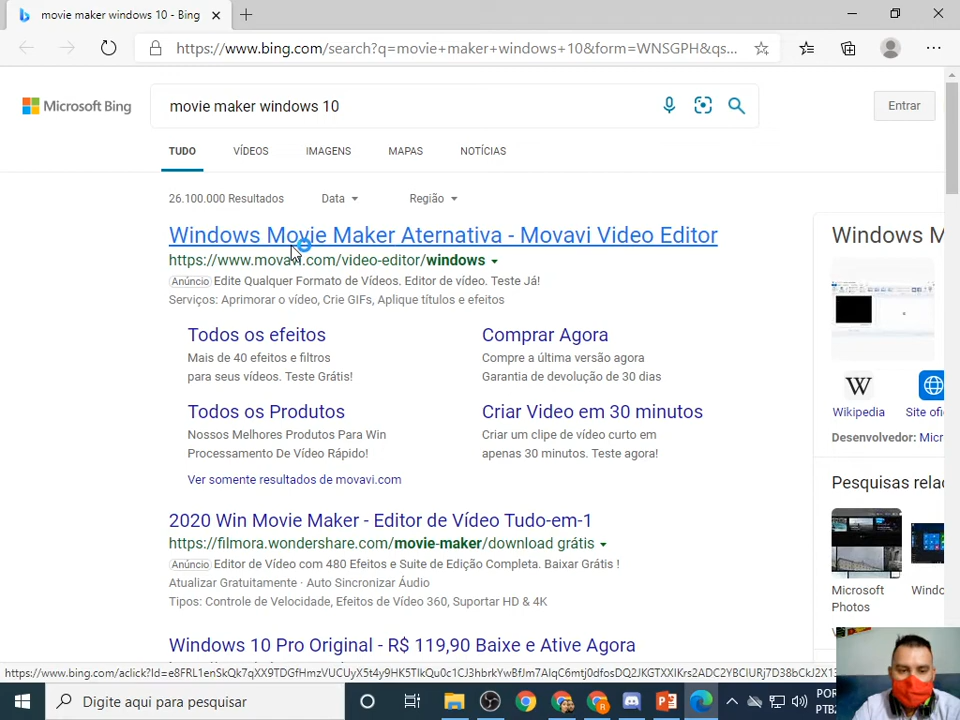 movie maker windows 10 - Bing
https://www.bing.com/search?q=movie+maker+windows+10&form=WNSGPH&qs...
Microsoft Bing
movie maker windows 10
Entrar
TUDO
VÍDEOS
IMAGENS
MAPAS
NOTÍCIAS
26.100.000 Resultados
Data
Região
Windows Movie Maker Aternativa - Movavi Video Editor
https://www.movavi.com/video-editor/windows
Anúncio Edite Qualquer Formato de Vídeos. Editor de vídeo. Teste Já!
Serviços: Aprimorar o vídeo, Crie GIFs, Aplique títulos e efeitos
Todos os efeitos
Mais de 40 efeitos e filtros
para seus vídeos. Teste Grátis!
Comprar Agora
Compre a última versão agora
Garantia de devolução de 30 dias
Todos os Produtos
Nossos Melhores Produtos Para Win
Processamento De Vídeo Rápido!
Criar Video em 30 minutos
Criar um clipe de vídeo curto em
apenas 30 minutos. Teste agora!
Ver somente resultados de movavi.com
2020 Win Movie Maker - Editor de Vídeo Tudo-em-1
https://filmora.wondershare.com/movie-maker/download grátis
Anúncio Editor de Vídeo com 480 Efeitos e Suite de Edição Completa. Baixar Grátis !
Atualizar Gratuitamente · Auto Sincronizar Áudio
Tipos: Controle de Velocidade, Efeitos de Vídeo 360, Suportar HD & 4K
Windows 10 Pro Original - R$ 119,90 Baixe e Ative Agora
Windows M
W
Wikipedia
Site ofi
Desenvolvedor: Micr
Pesquisas rela
Microsoft
Photos
Windo
Digite aqui para pesquisar
POR
PTB2